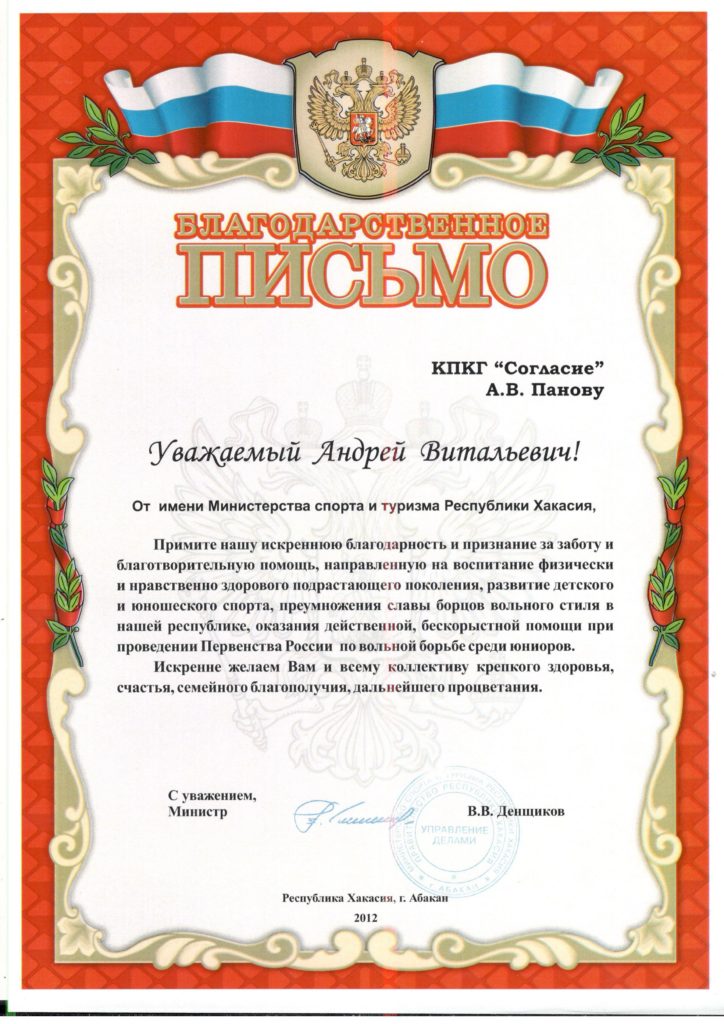 БЛАГОДАРСТВЕННОЕ
ПИСЬМО
КПКГ “Согласие”
А.В. Панову
Уважаемый Андрей Витальевич!
От имени Министерства спорта и туризма Республики Хакасия,
Примите нашу искреннюю благодарность и признание за заботу и
благотворительную помощь, направленную на воспитание физически
и нравственно здорового подрастающего поколения, развитие детского
и юношеского спорта, преумножения славы борцов вольного стиля в
нашей республике, оказания действенной, бескорыстной помощи при
проведении Первенства России по вольной борьбе среди юниоров.
Искренне желаем Вам и всему коллективу крепкого здоровья,
счастья, семейного благополучия, дальнейшего процветания.
С уважением,
Министр
В.В. Денщиков
УПРАВЛЕНИЕ
ДЕЛАМИ
Г. АБАКАН
Республика Хакасия, г. Абакан
2012